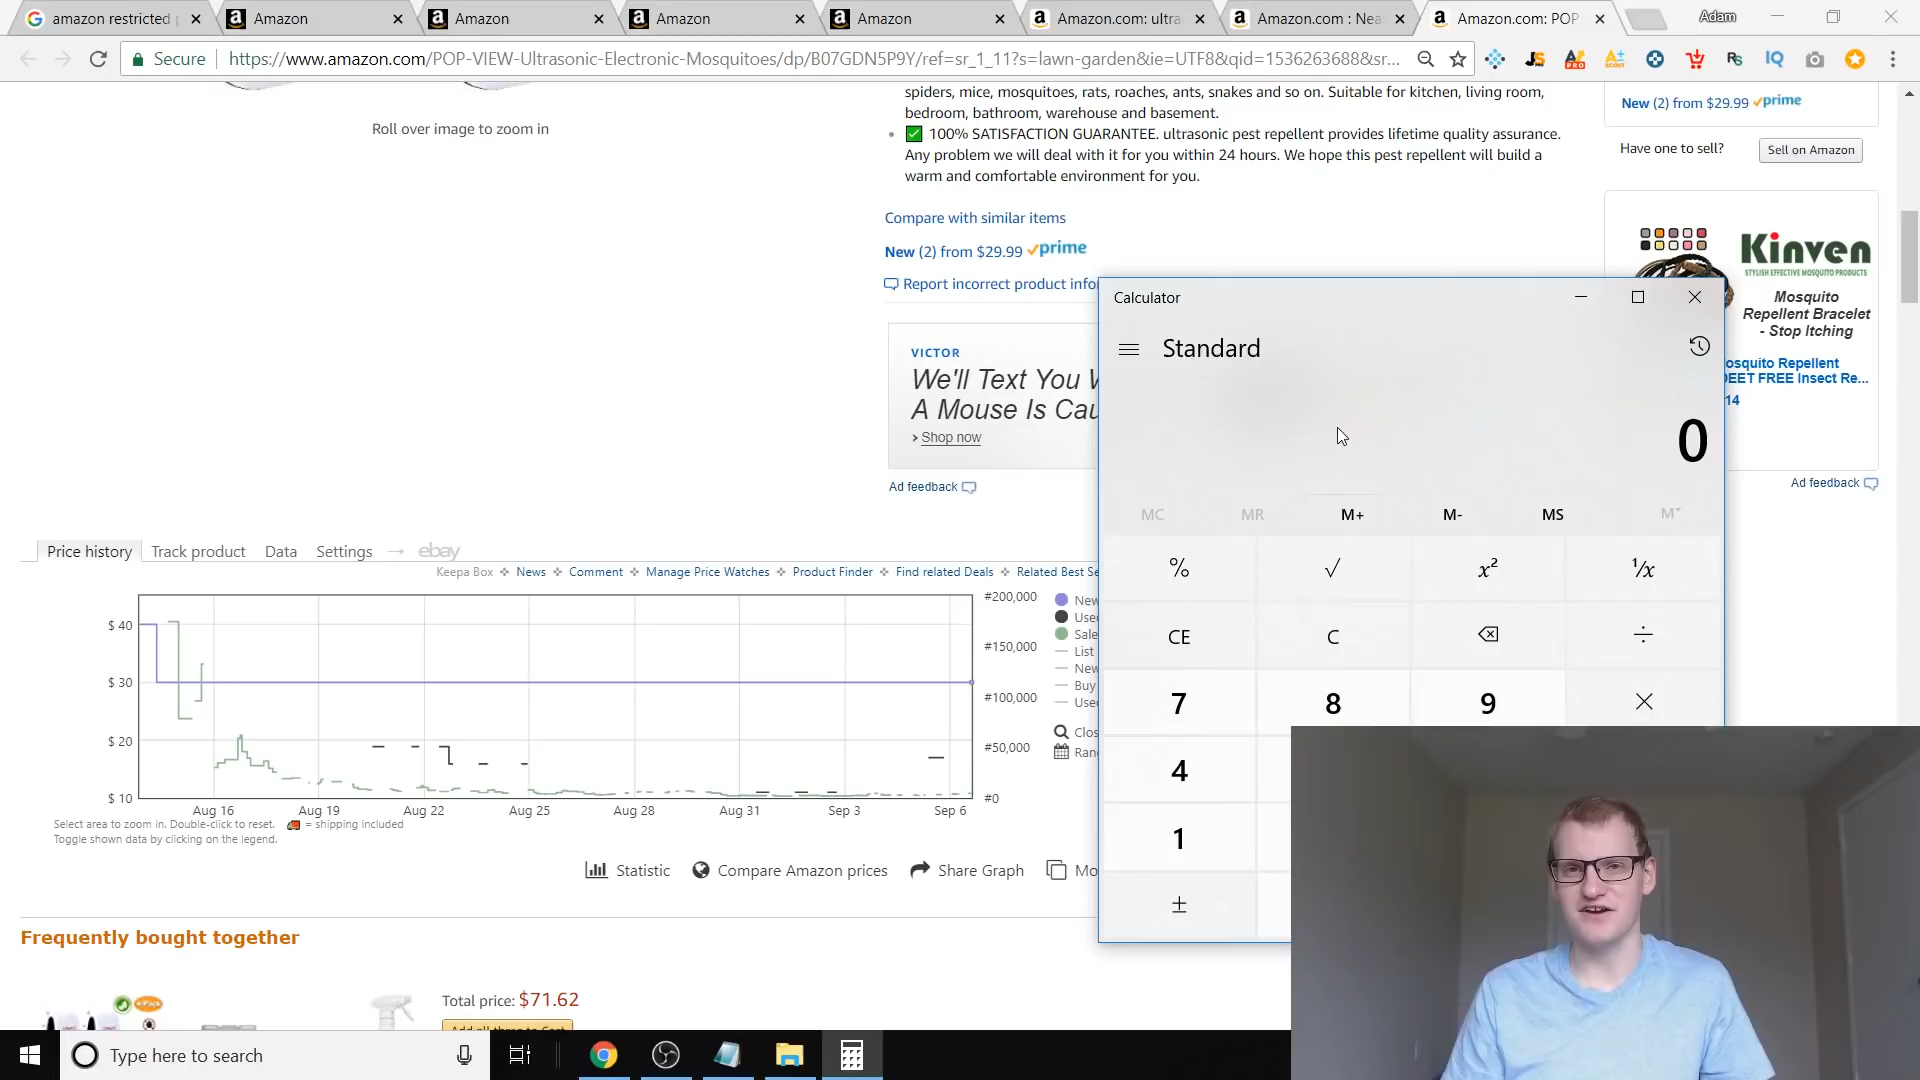 amazon restricted
Amazon
Amazon
Amazon
Amazon
Amazon.com: ultra
Amazon.com : Nea
Amazon.com: POP
Adam
Secure
https://www.amazon.com/POP-VIEW-Ultrasonic-Electronic-Mosquitoes/dp/B07GDN5P9Y/ref=sr_1_11?s=lawn-garden&ie=UTF8&qid=1536263688&sr...
Roll over image to zoom in
spiders, mice, mosquitoes, rats, roaches, ants, snakes and so on. Suitable for kitchen, living room,
bedroom, bathroom, warehouse and basement.
100% SATISFACTION GUARANTEE. ultrasonic pest repellent provides lifetime quality assurance.
Any problem we will deal with it for you within 24 hours. We hope this pest repellent will build a
warm and comfortable environment for you.
Compare with similar items
New (2) from $29.99 prime
Report incorrect product info
New (2) from $29.99 prime
Have one to sell?
Sell on Amazon
Kinven
STYLISH EFFECTIVE MOSQUITO PRODUCTS
Mosquito
Repellent Bracelet
- Stop Itching
osquito Repellent
DEET FREE Insect Re...
14
Ad feedback
VICTOR
We'll Text You
A Mouse Is Cau
› Shop now
Ad feedback
Calculator
Standard
0
MC MR M+ M- MS M
% √ x² ¹/x
CE C ÷
7 8 9 ×
4
1
±
Price history Track product Data Settings → ebay
Keepa Box News Comment Manage Price Watches Product Finder Find related Deals Related Best Se
$ 40
$ 30
$ 20
$ 10
#200,000
#150,000
#100,000
#50,000
#0
New
Use
Sale
List
New
Buy
Use
Clos
Ran
Aug 16 Aug 19 Aug 22 Aug 25 Aug 28 Aug 31 Sep 3 Sep 6
Select area to zoom in. Double-click to reset. = shipping included
Toggle shown data by clicking on the legend.
Statistic Compare Amazon prices Share Graph Mo
Frequently bought together
Total price: $71.62
Add all three to Cart
Type here to search